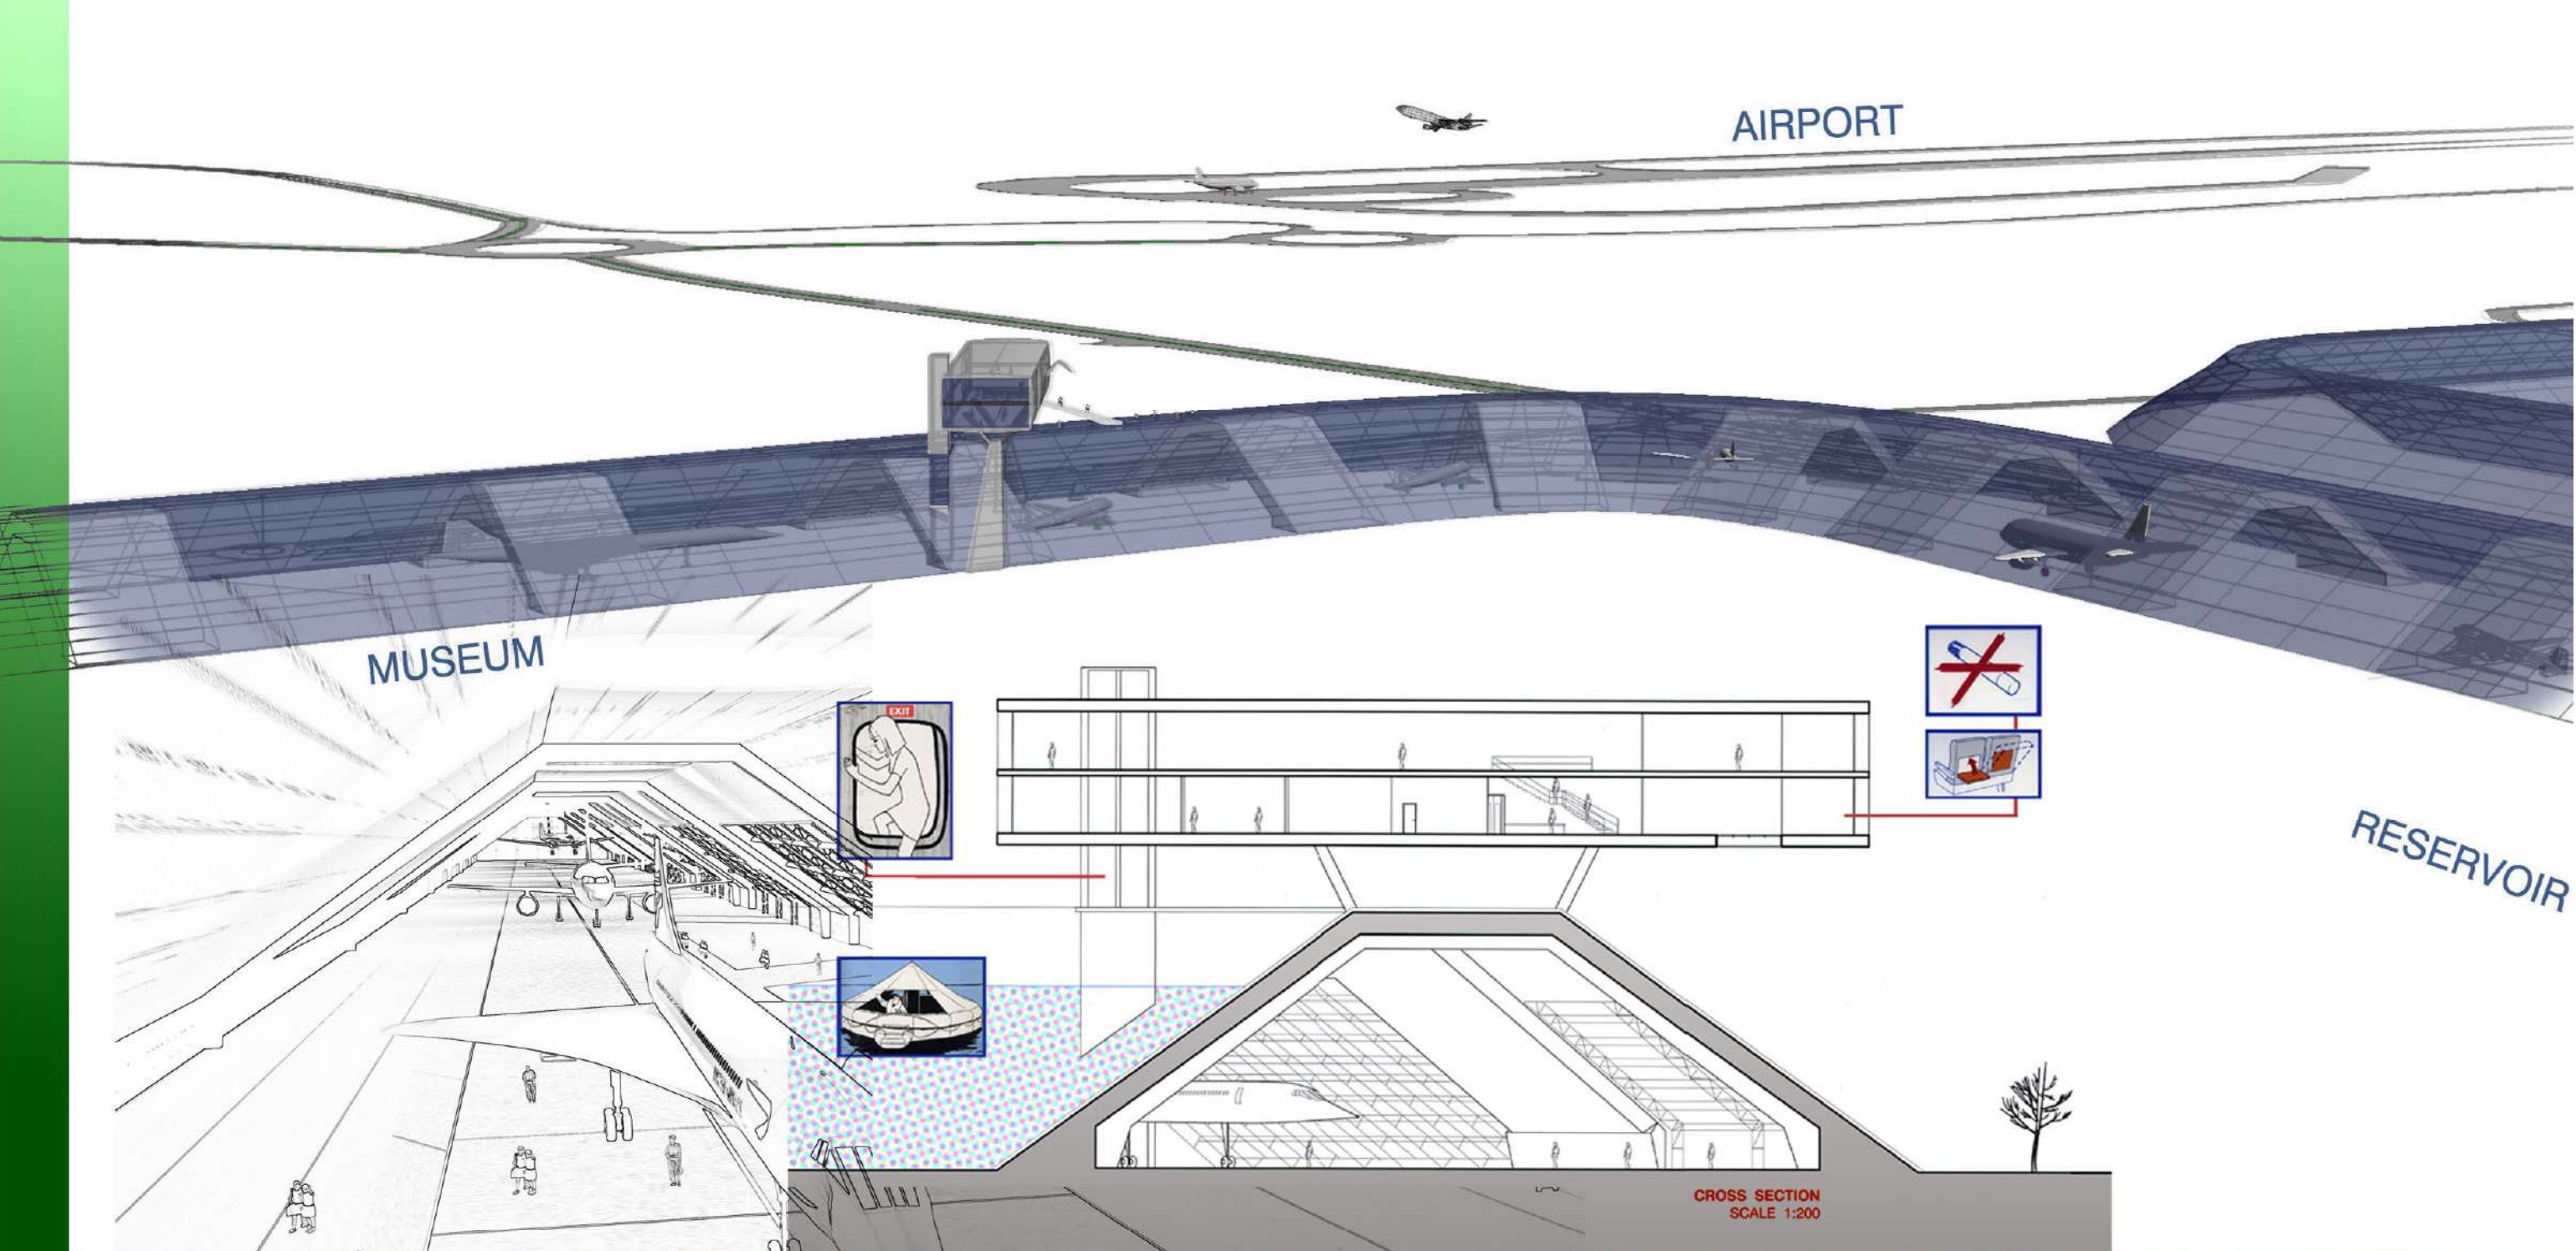 AIRPORT
MUSEUM
EXIT
RESERVOIR
CROSS SECTION
SCALE 1:200